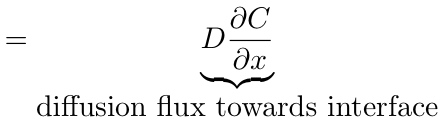 = D ∂C/∂x
diffusion flux towards interface